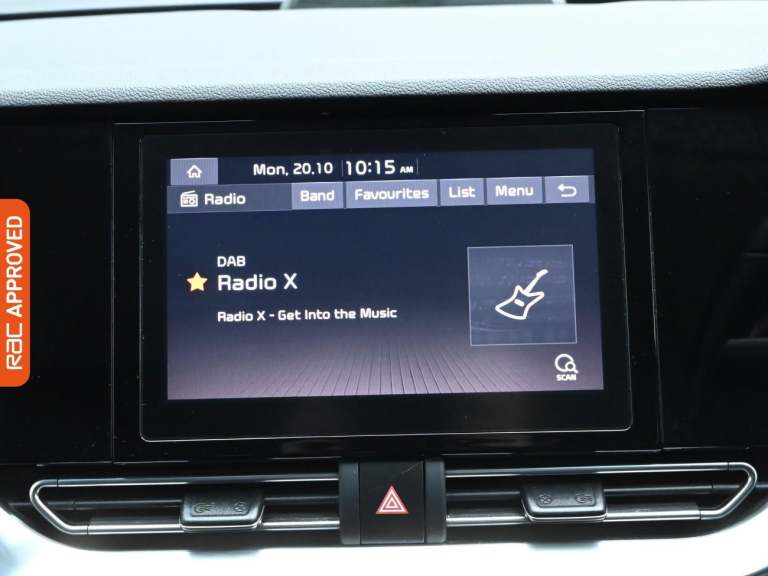 Mon, 20.10 10:15 AM
Radio Band Favourites List Menu
DAB
Radio X
Radio X - Get Into the Music
SCAN
RAC APPROVED